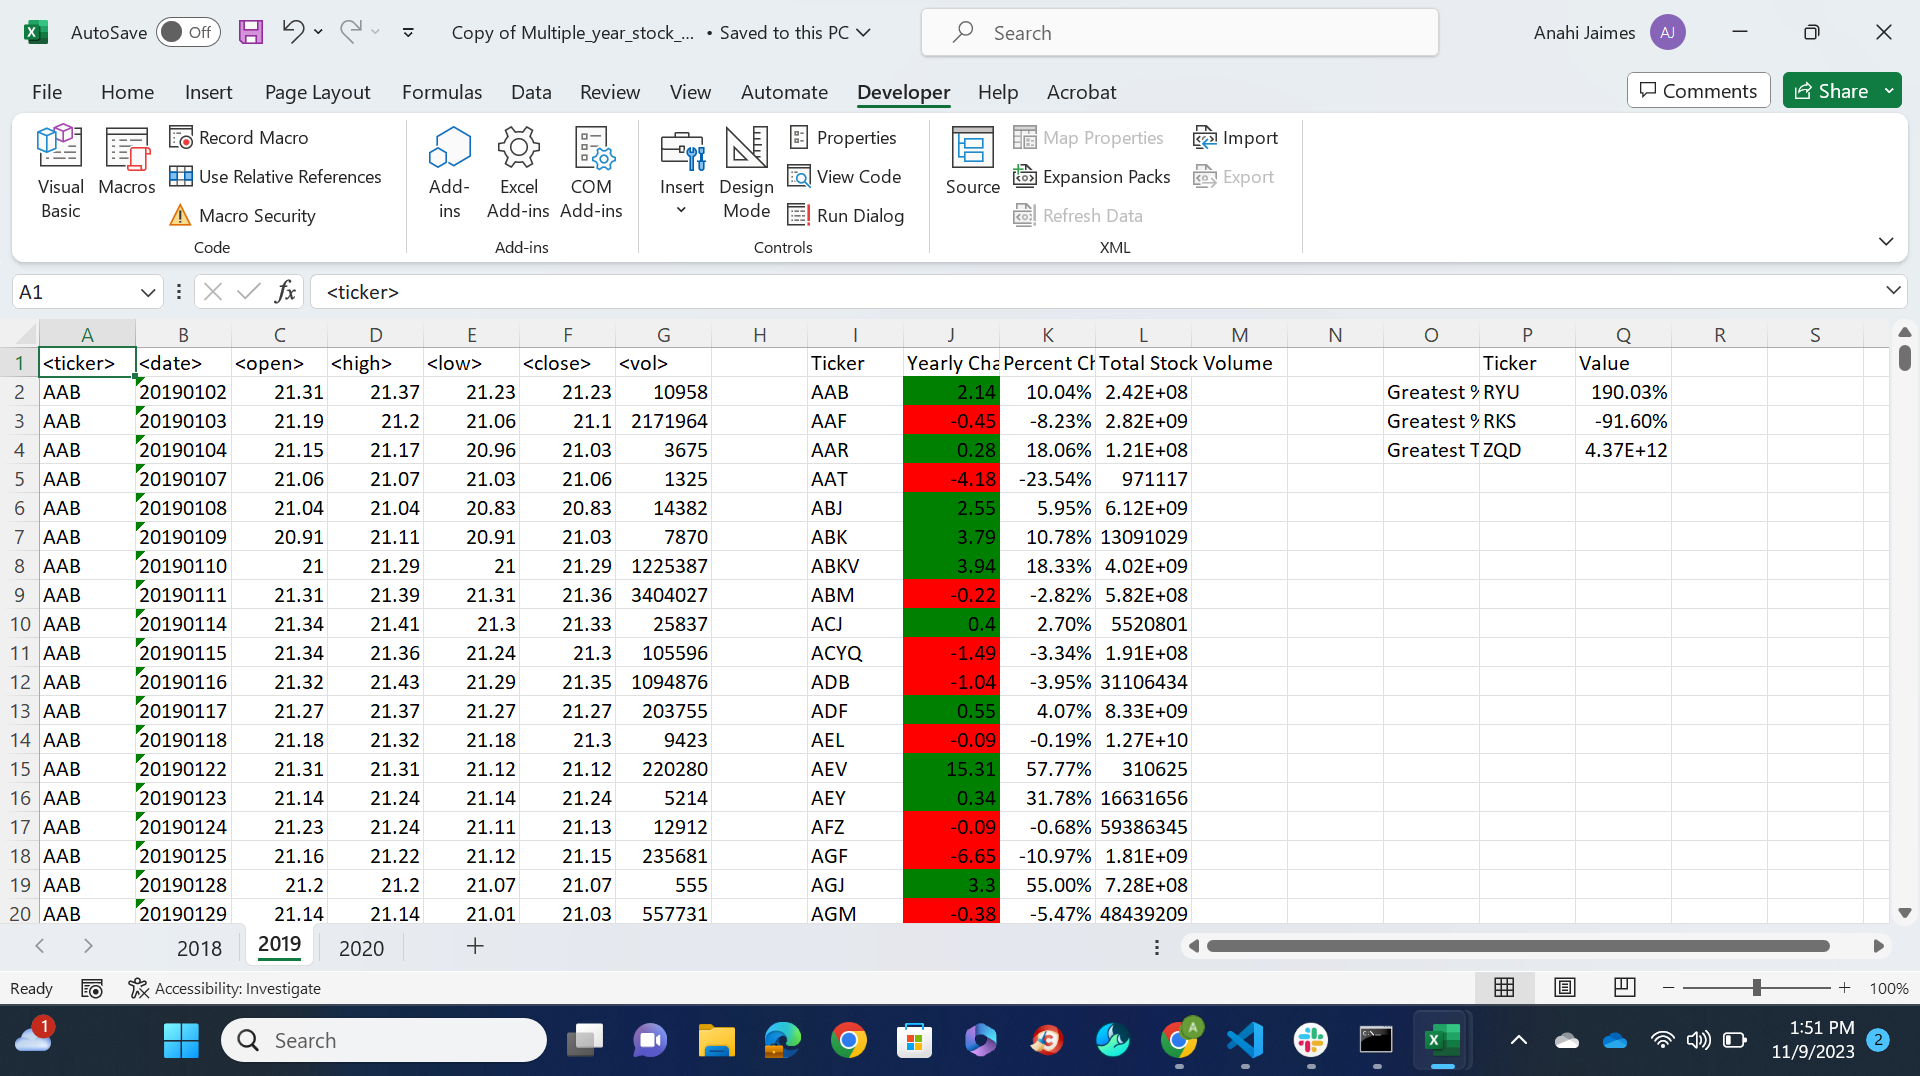 AutoSave Off Copy of Multiple_year_stock_... • Saved to this PC Search Anahi Jaimes AJ
File Home Insert Page Layout Formulas Data Review View Automate Developer Help Acrobat Comments Share
Visual Basic Macros Record Macro Use Relative References Macro Security Code
Add-ins Excel Add-ins COM Add-ins Add-ins
Insert Design Mode Properties View Code Run Dialog Controls
Source Map Properties Expansion Packs Refresh Data Import Export XML
A1 fx <ticker>
A B C D E F G H I J K L M N O P Q R S
1 <ticker> <date> <open> <high> <low> <close> <vol> Ticker Yearly Cha Percent Ch Total Stock Volume Ticker Value
2 AAB 20190102 21.31 21.37 21.23 21.23 10958 AAB 2.14 10.04% 2.42E+08 Greatest % RYU 190.03%
3 AAB 20190103 21.19 21.2 21.06 21.1 2171964 AAF -0.45 -8.23% 2.82E+09 Greatest % RKS -91.60%
4 AAB 20190104 21.15 21.17 20.96 21.03 3675 AAR 0.28 18.06% 1.21E+08 Greatest T ZQD 4.37E+12
5 AAB 20190107 21.06 21.07 21.03 21.06 1325 AAT -4.18 -23.54% 971117
6 AAB 20190108 21.04 21.04 20.83 20.83 14382 ABJ 2.55 5.95% 6.12E+09
7 AAB 20190109 20.91 21.11 20.91 21.03 7870 ABK 3.79 10.78% 13091029
8 AAB 20190110 21 21.29 21 21.29 1225387 ABKV 3.94 18.33% 4.02E+09
9 AAB 20190111 21.31 21.39 21.31 21.36 3404027 ABM -0.22 -2.82% 5.82E+08
10 AAB 20190114 21.34 21.41 21.3 21.33 25837 ACJ 0.4 2.70% 5520801
11 AAB 20190115 21.34 21.36 21.24 21.3 105596 ACYQ -1.49 -3.34% 1.91E+08
12 AAB 20190116 21.32 21.43 21.29 21.35 1094876 ADB -1.04 -3.95% 31106434
13 AAB 20190117 21.27 21.37 21.27 21.27 203755 ADF 0.55 4.07% 8.33E+09
14 AAB 20190118 21.18 21.32 21.18 21.3 9423 AEL -0.09 -0.19% 1.27E+10
15 AAB 20190122 21.31 21.31 21.12 21.12 220280 AEV 15.31 57.77% 310625
16 AAB 20190123 21.14 21.24 21.14 21.24 5214 AEY 0.34 31.78% 16631656
17 AAB 20190124 21.23 21.24 21.11 21.13 12912 AFZ -0.09 -0.68% 59386345
18 AAB 20190125 21.16 21.22 21.12 21.15 235681 AGF -6.65 -10.97% 1.81E+09
19 AAB 20190128 21.2 21.2 21.07 21.07 555 AGJ 3.3 55.00% 7.28E+08
20 AAB 20190129 21.14 21.14 21.01 21.03 557731 AGM -0.38 -5.47% 48439209
2018 2019 2020
Ready Accessibility: Investigate 100%
1 Search A 1:51 PM 2
11/9/2023